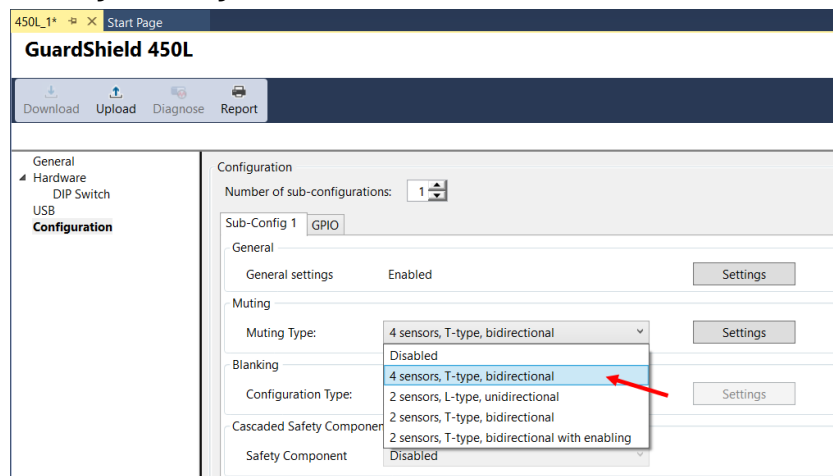 450L_1* Start Page
GuardShield 450L
Download Upload Diagnose Report
General
Hardware
DIP Switch
USB
Configuration
Configuration
Number of sub-configurations: 1
Sub-Config 1 GPIO
General
General settings Enabled Settings
Muting
Muting Type: 4 sensors, T-type, bidirectional Settings
Disabled
Blanking
4 sensors, T-type, bidirectional
Configuration Type: 2 sensors, L-type, unidirectional Settings
2 sensors, T-type, bidirectional
Cascaded Safety Componen
2 sensors, T-type, bidirectional with enabling
Safety Component Disabled